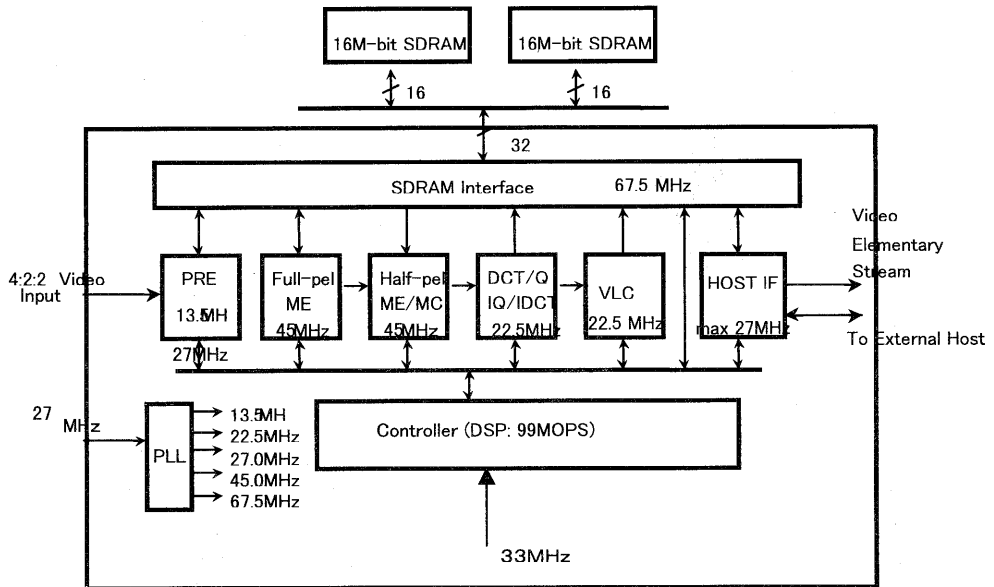 16M-bit SDRAM
16M-bit SDRAM
16
16
32
SDRAM Interface 67.5 MHz
4:2:2 Video
Input
PRE
13.5MH
27MHz
Full-pel
ME
45MHz
Half-pel
ME/MC
45MHz
DCT/Q
IQ/IDCT
22.5MHz
VLC
22.5 MHz
HOST IF
max 27MHz
Video
Elementary
Stream
To External Host
27
MHz
PLL
13.5MH
22.5MHz
27.0MHz
45.0MHz
67.5MHz
Controller (DSP: 99MOPS)
33MHz